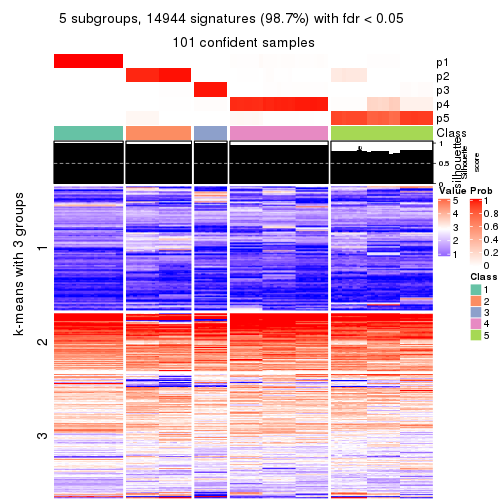 5 subgroups, 14944 signatures (98.7%) with fdr < 0.05
101 confident samples
p1
p2
p3
p4
p5
Class
1
0.5
0
silhouette
Silhouette
score
k-means with 3 groups
1
2
3
Value
5
4
3
2
1
Prob
1
0.8
0.6
0.4
0.2
0
Class
1
2
3
4
5